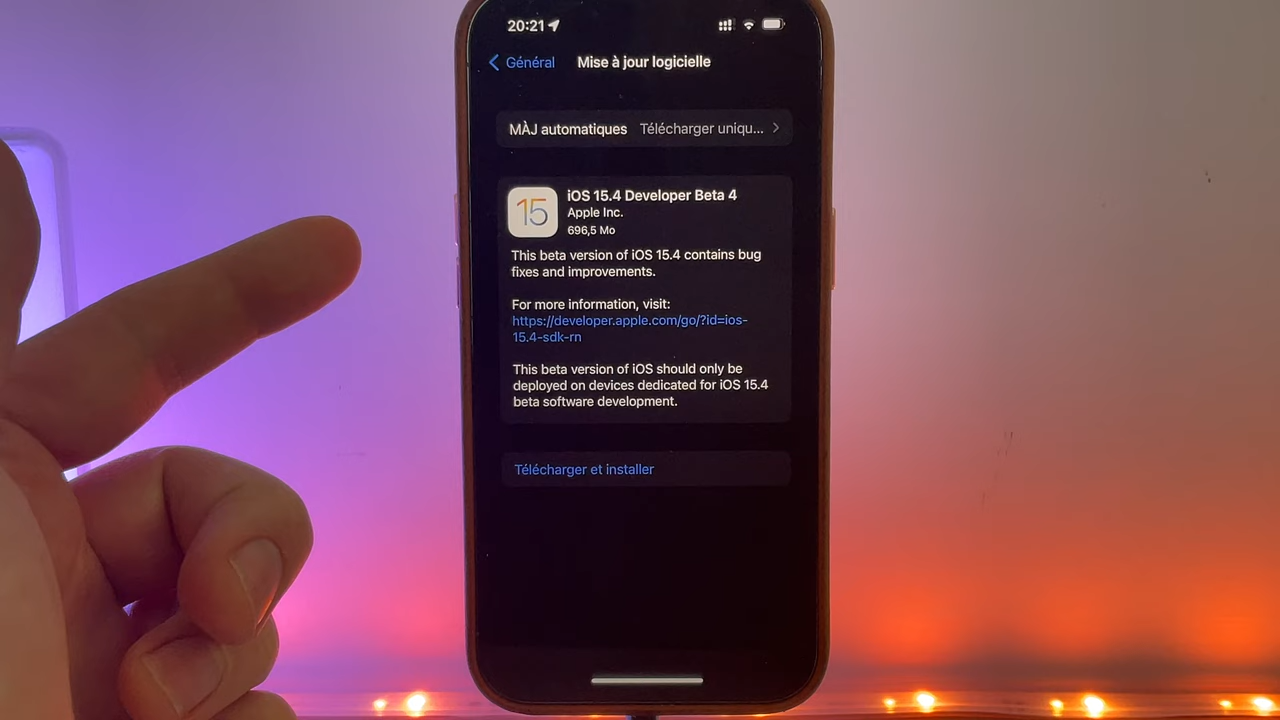 20:21
Général
Mise à jour logicielle
MÀJ automatiques Télécharger uniqu...
15
iOS 15.4 Developer Beta 4
Apple Inc.
696,5 Mo
This beta version of iOS 15.4 contains bug
fixes and improvements.
For more information, visit:
https://developer.apple.com/go/?id=ios-
15.4-sdk-rn
This beta version of iOS should only be
deployed on devices dedicated for iOS 15.4
beta software development.
Télécharger et installer